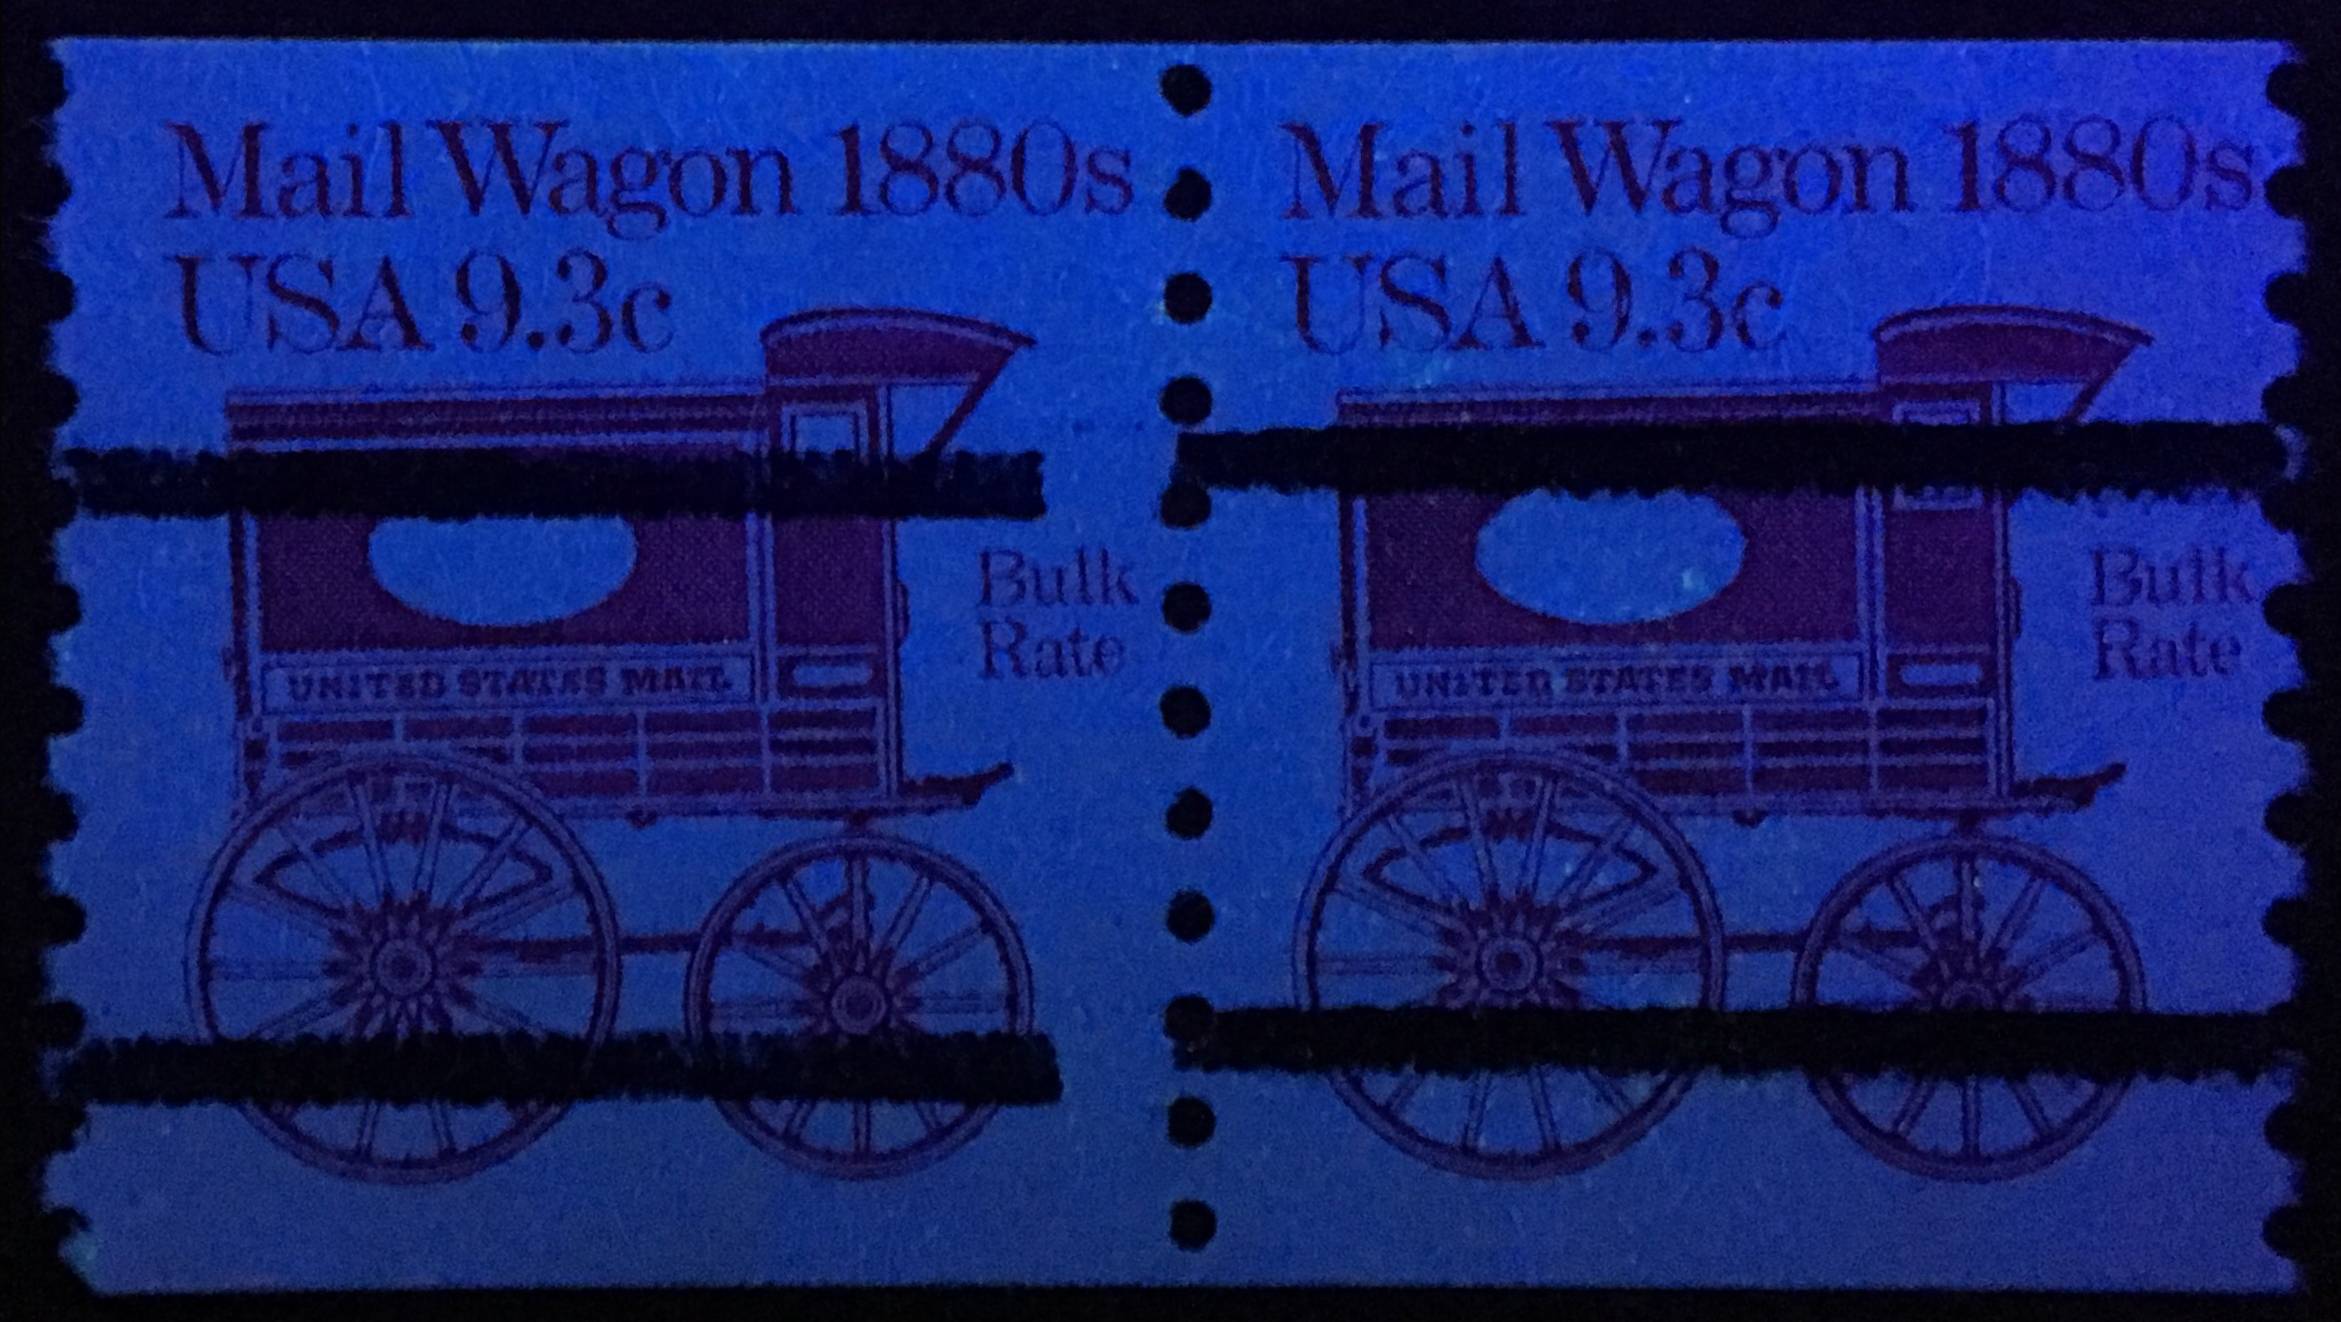 Mail Wagon 1880s
USA 9.3c
Bulk
Rate
UNITED STATES MAIL
Mail Wagon 1880s
USA 9.3c
Bulk
Rate
UNITED STATES MAIL